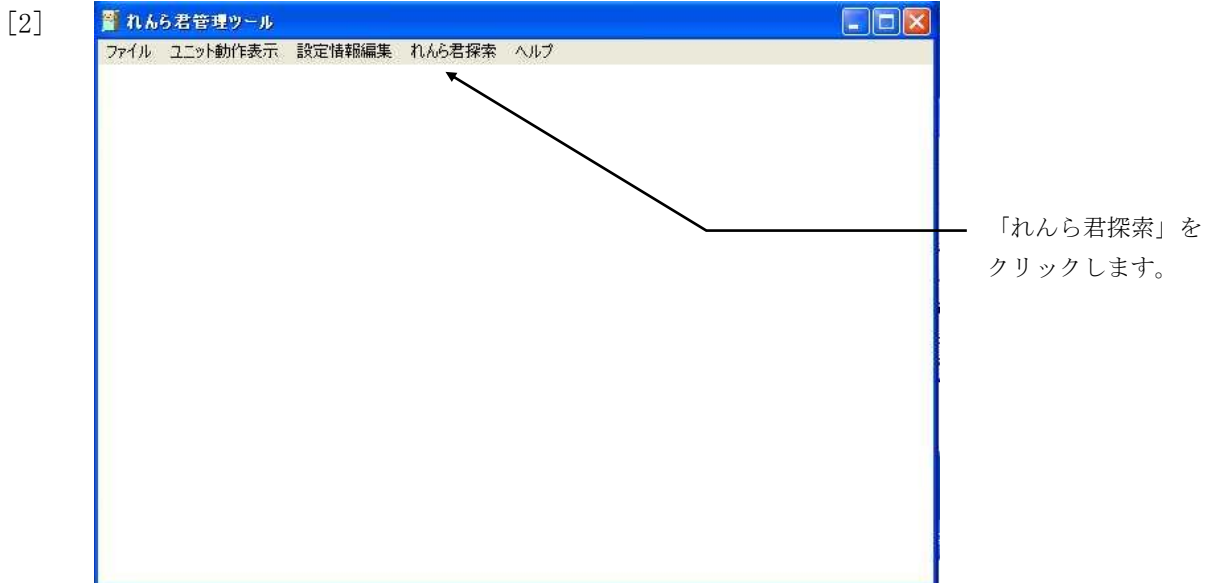 [2]
れんら君管理ツール
ファイル ユニット動作表示 設定情報編集 れんら君探索 ヘルプ
「れんら君探索」を
クリックします。